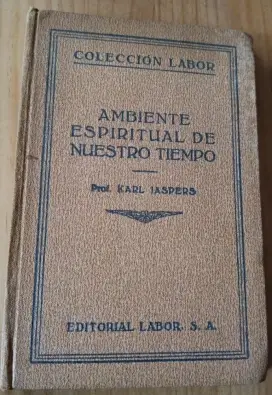 COLECCIÓN LABOR
AMBIENTE
ESPIRITUAL DE
NUESTRO TIEMPO
Prof. KARL JASPERS
EDITORIAL LABOR, S. A.